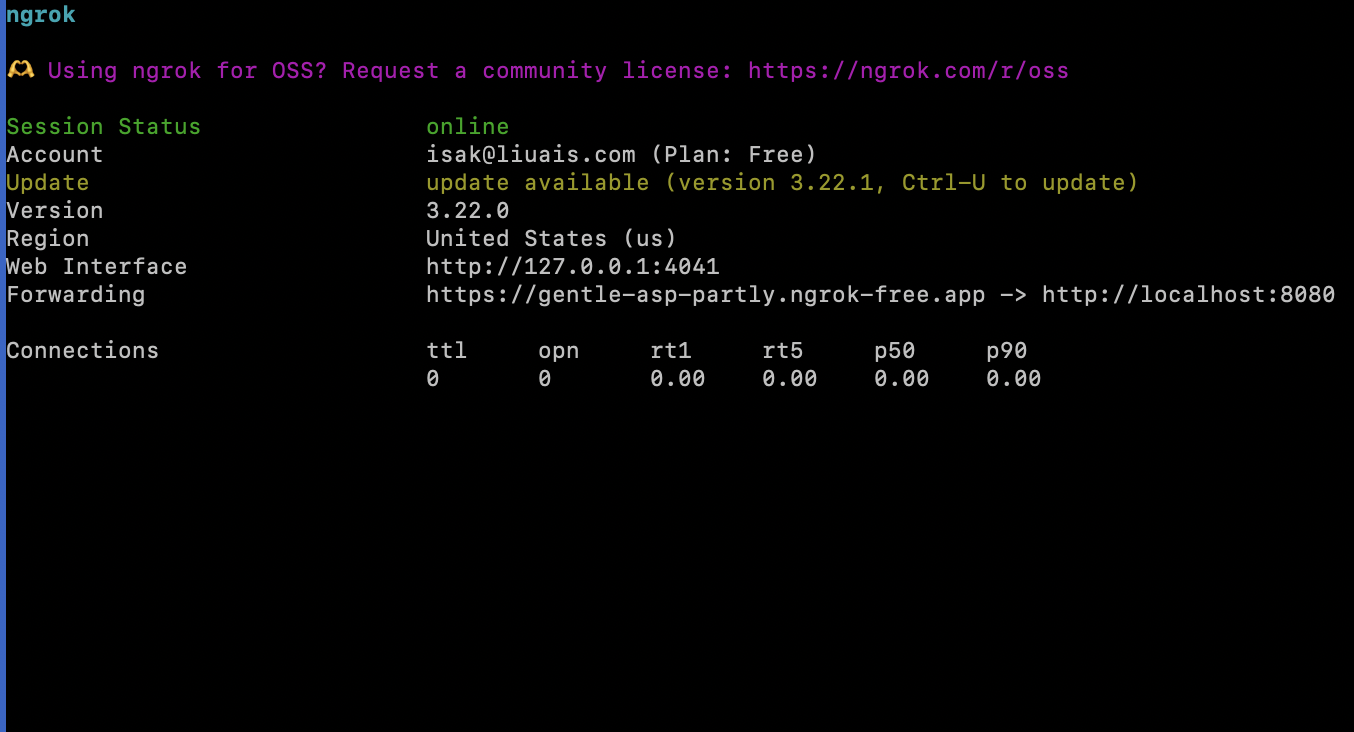 ngrok
🫶 Using ngrok for OSS? Request a community license: https://ngrok.com/r/oss
Session Status online
Account isak@liuais.com (Plan: Free)
Update update available (version 3.22.1, Ctrl-U to update)
Version 3.22.0
Region United States (us)
Web Interface http://127.0.0.1:4041
Forwarding https://gentle-asp-partly.ngrok-free.app -> http://localhost:8080
Connections ttl opn rt1 rt5 p50 p90
0 0 0.00 0.00 0.00 0.00